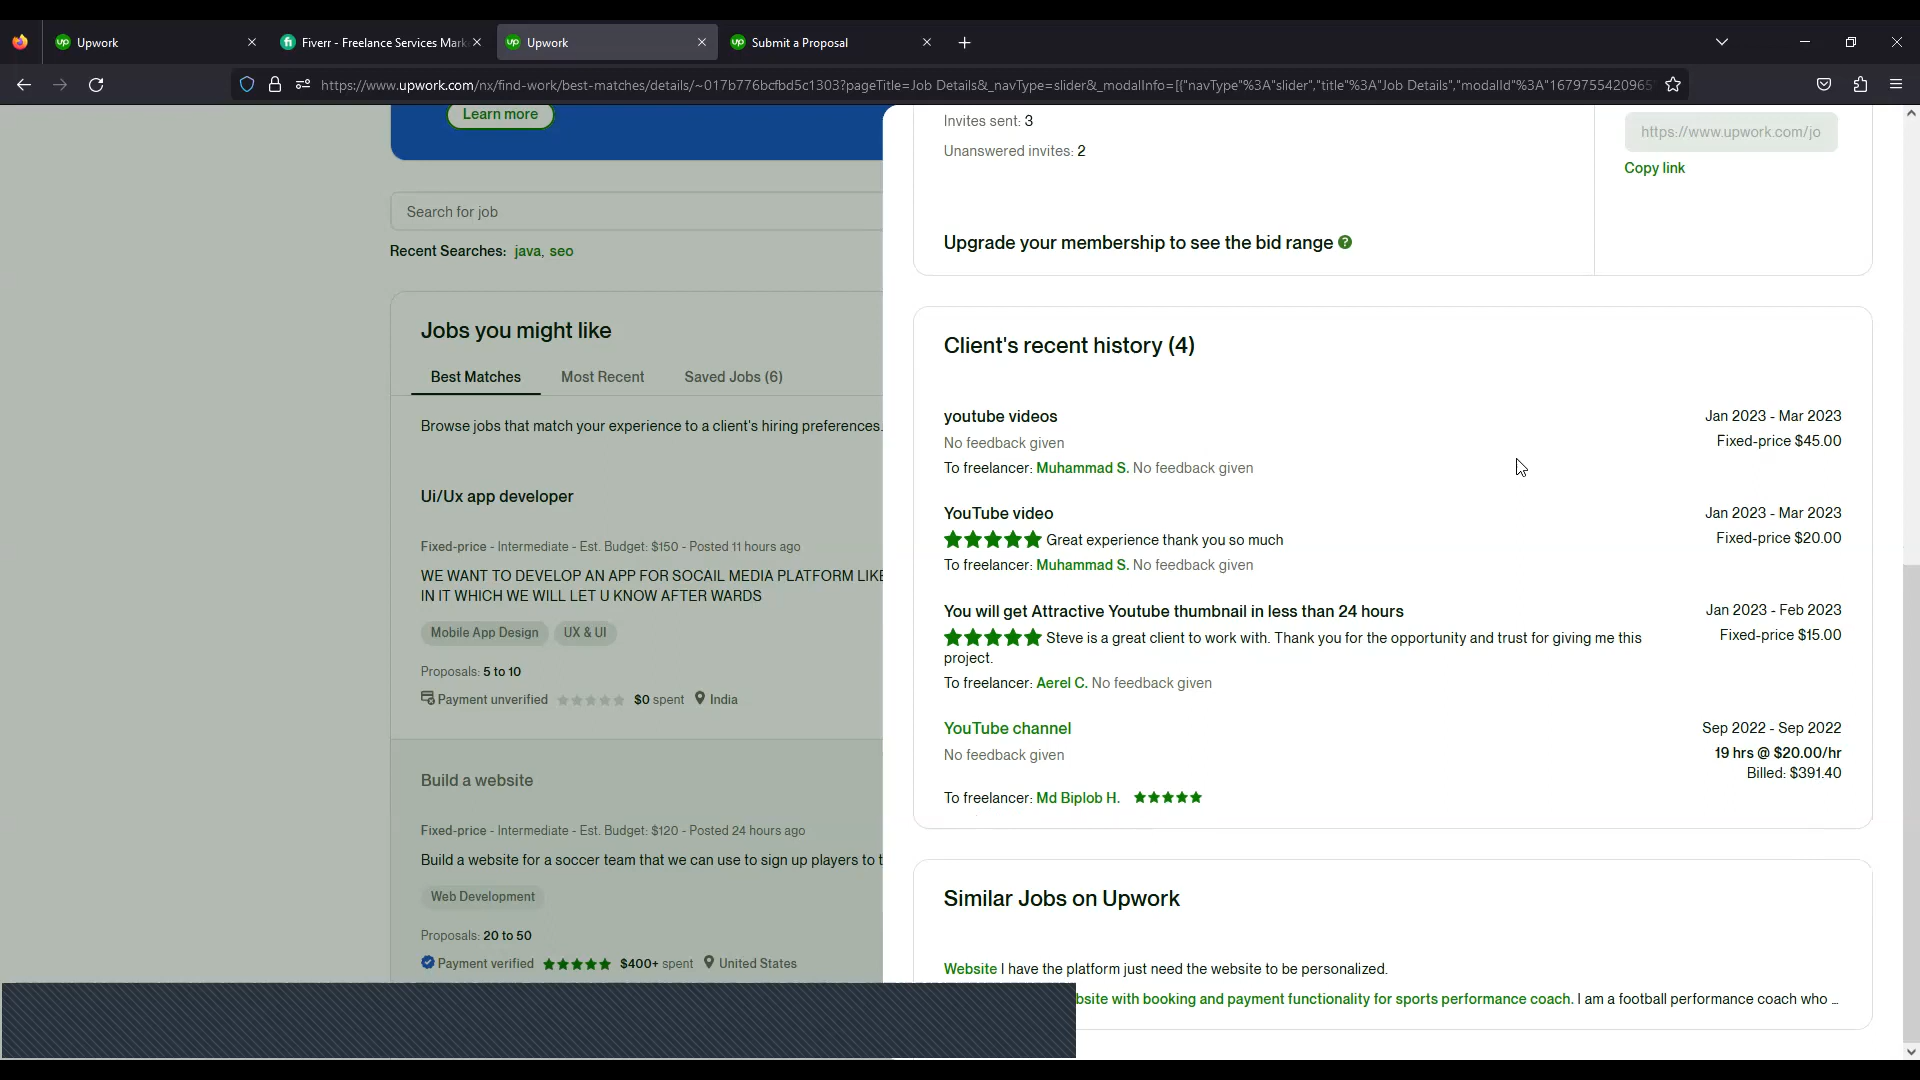 Upwork
Fiverr - Freelance Services Mark
Upwork
Submit a Proposal
https://www.upwork.com/nx/find-work/best-matches/details/~017b776bcfbd5c1303?pageTitle=Job Details&_navType=slider&_modalInfo=[{"navType"%3A"slider","title"%3A"Job Details","modalId"%3A"1679755420965
Learn more
Search for job
Recent Searches: java, seo
Jobs you might like
Best Matches
Most Recent
Saved Jobs (6)
Browse jobs that match your experience to a client's hiring preferences.
Ui/Ux app developer
Fixed-price - Intermediate - Est. Budget: $150 - Posted 11 hours ago
WE WANT TO DEVELOP AN APP FOR SOCAIL MEDIA PLATFORM LIKE
IN IT WHICH WE WILL LET U KNOW AFTER WARDS
Mobile App Design
UX & UI
Proposals: 5 to 10
Payment unverified $0 spent India
Build a website
Fixed-price - Intermediate - Est. Budget: $120 - Posted 24 hours ago
Build a website for a soccer team that we can use to sign up players to t
Web Development
Proposals: 20 to 50
Payment verified $400+ spent United States
Invites sent: 3
Unanswered invites: 2
Upgrade your membership to see the bid range ?
https://www.upwork.com/jo
Copy link
Client's recent history (4)
youtube videos
No feedback given
To freelancer: Muhammad S. No feedback given
Jan 2023 - Mar 2023
Fixed-price $45.00
YouTube video
Great experience thank you so much
To freelancer: Muhammad S. No feedback given
Jan 2023 - Mar 2023
Fixed-price $20.00
You will get Attractive Youtube thumbnail in less than 24 hours
Steve is a great client to work with. Thank you for the opportunity and trust for giving me this
project.
To freelancer: Aerel C. No feedback given
Jan 2023 - Feb 2023
Fixed-price $15.00
YouTube channel
No feedback given
To freelancer: Md Biplob H.
Sep 2022 - Sep 2022
19 hrs @ $20.00/hr
Billed: $391.40
Similar Jobs on Upwork
Website I have the platform just need the website to be personalized.
bsite with booking and payment functionality for sports performance coach. I am a football performance coach who ...